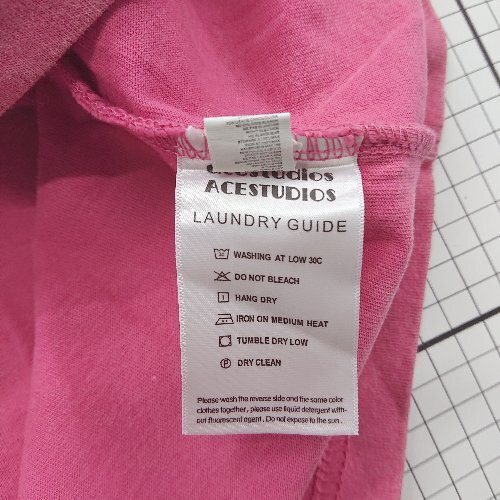 acestudios
ACESTUDIOS
LAUNDRY GUIDE
30
WASHING AT LOW 30C
DO NOT BLEACH
HANG DRY
IRON ON MEDIUM HEAT
TUMBLE DRY LOW
P
DRY CLEAN
Please wash the reverse side and the same color
clothes together, please use liquid detergent with-
out fluorescent agent. Do not expose to the sun.